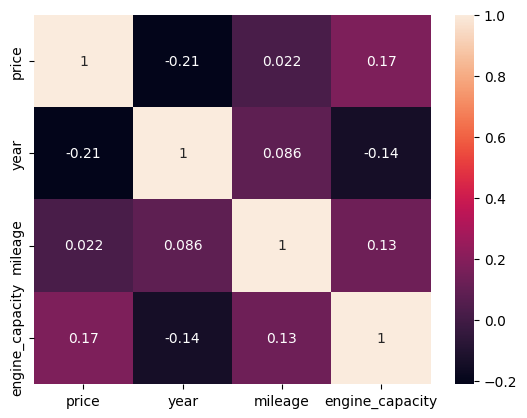 price 1 -0.21 0.022 0.17
year -0.21 1 0.086 -0.14
mileage 0.022 0.086 1 0.13
engine_capacity 0.17 -0.14 0.13 1
price year mileage engine_capacity
1.0
0.8
0.6
0.4
0.2
0.0
−0.2